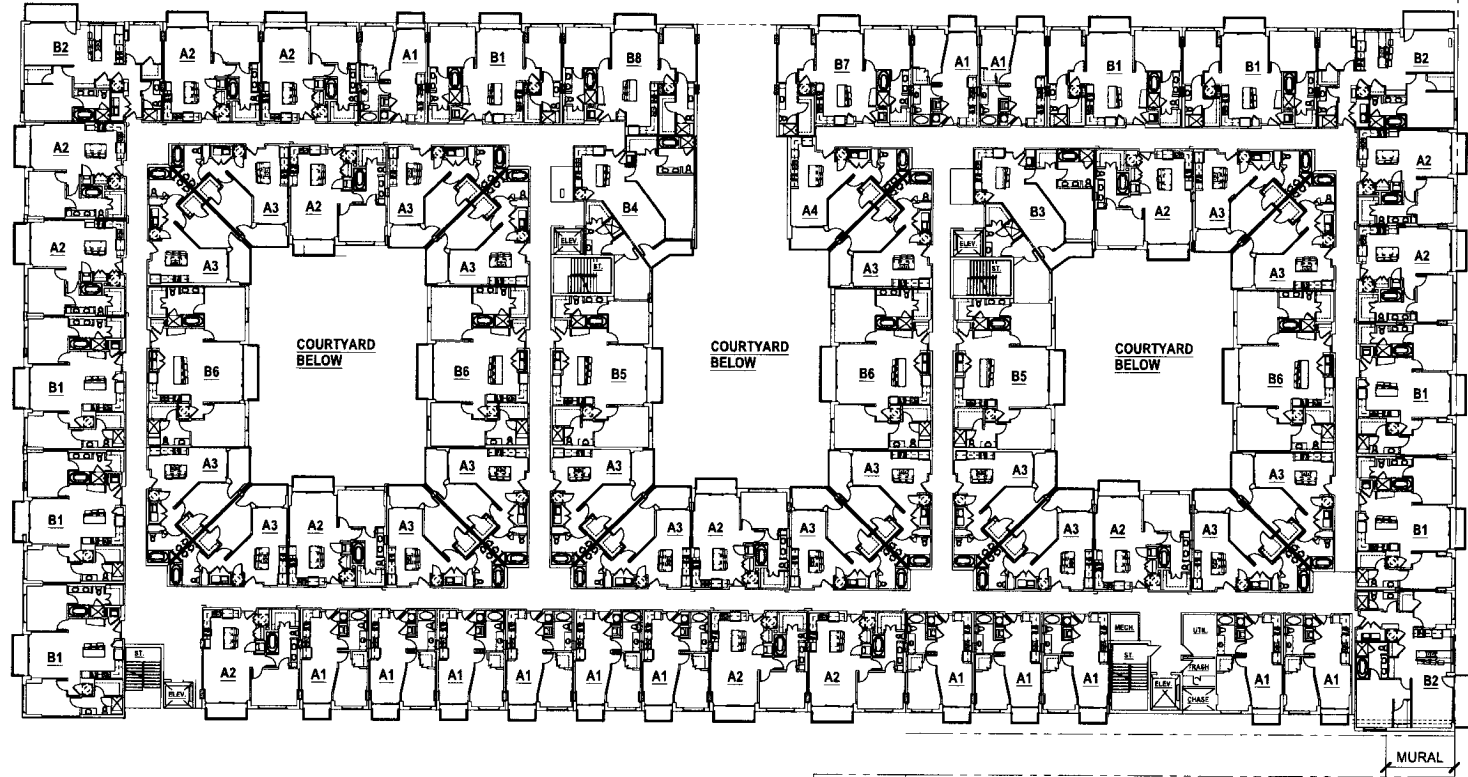 B2
A2
A2
A1
B1
B8
B7
A1
A1
B1
B1
B2
A2
A2
A3
A2
A3
B4
A4
B3
A2
A3
A2
A2
A3
A3
ELEV.
ST.
A3
ELEV.
ST.
A3
A2
COURTYARD
BELOW
COURTYARD
BELOW
COURTYARD
BELOW
B1
B6
B6
B5
B6
B5
B6
B1
A3
A3
A3
A3
A3
A3
B1
A3
A2
A3
A3
A2
A3
A3
A2
A3
B1
B1
ST.
ELEV.
A2
A1
A1
A1
A1
A1
A1
A2
A2
A1
A1
A1
MECH.
ST.
ELEV.
UTIL.
TRASH
CHASE
A1
A1
B2
MURAL